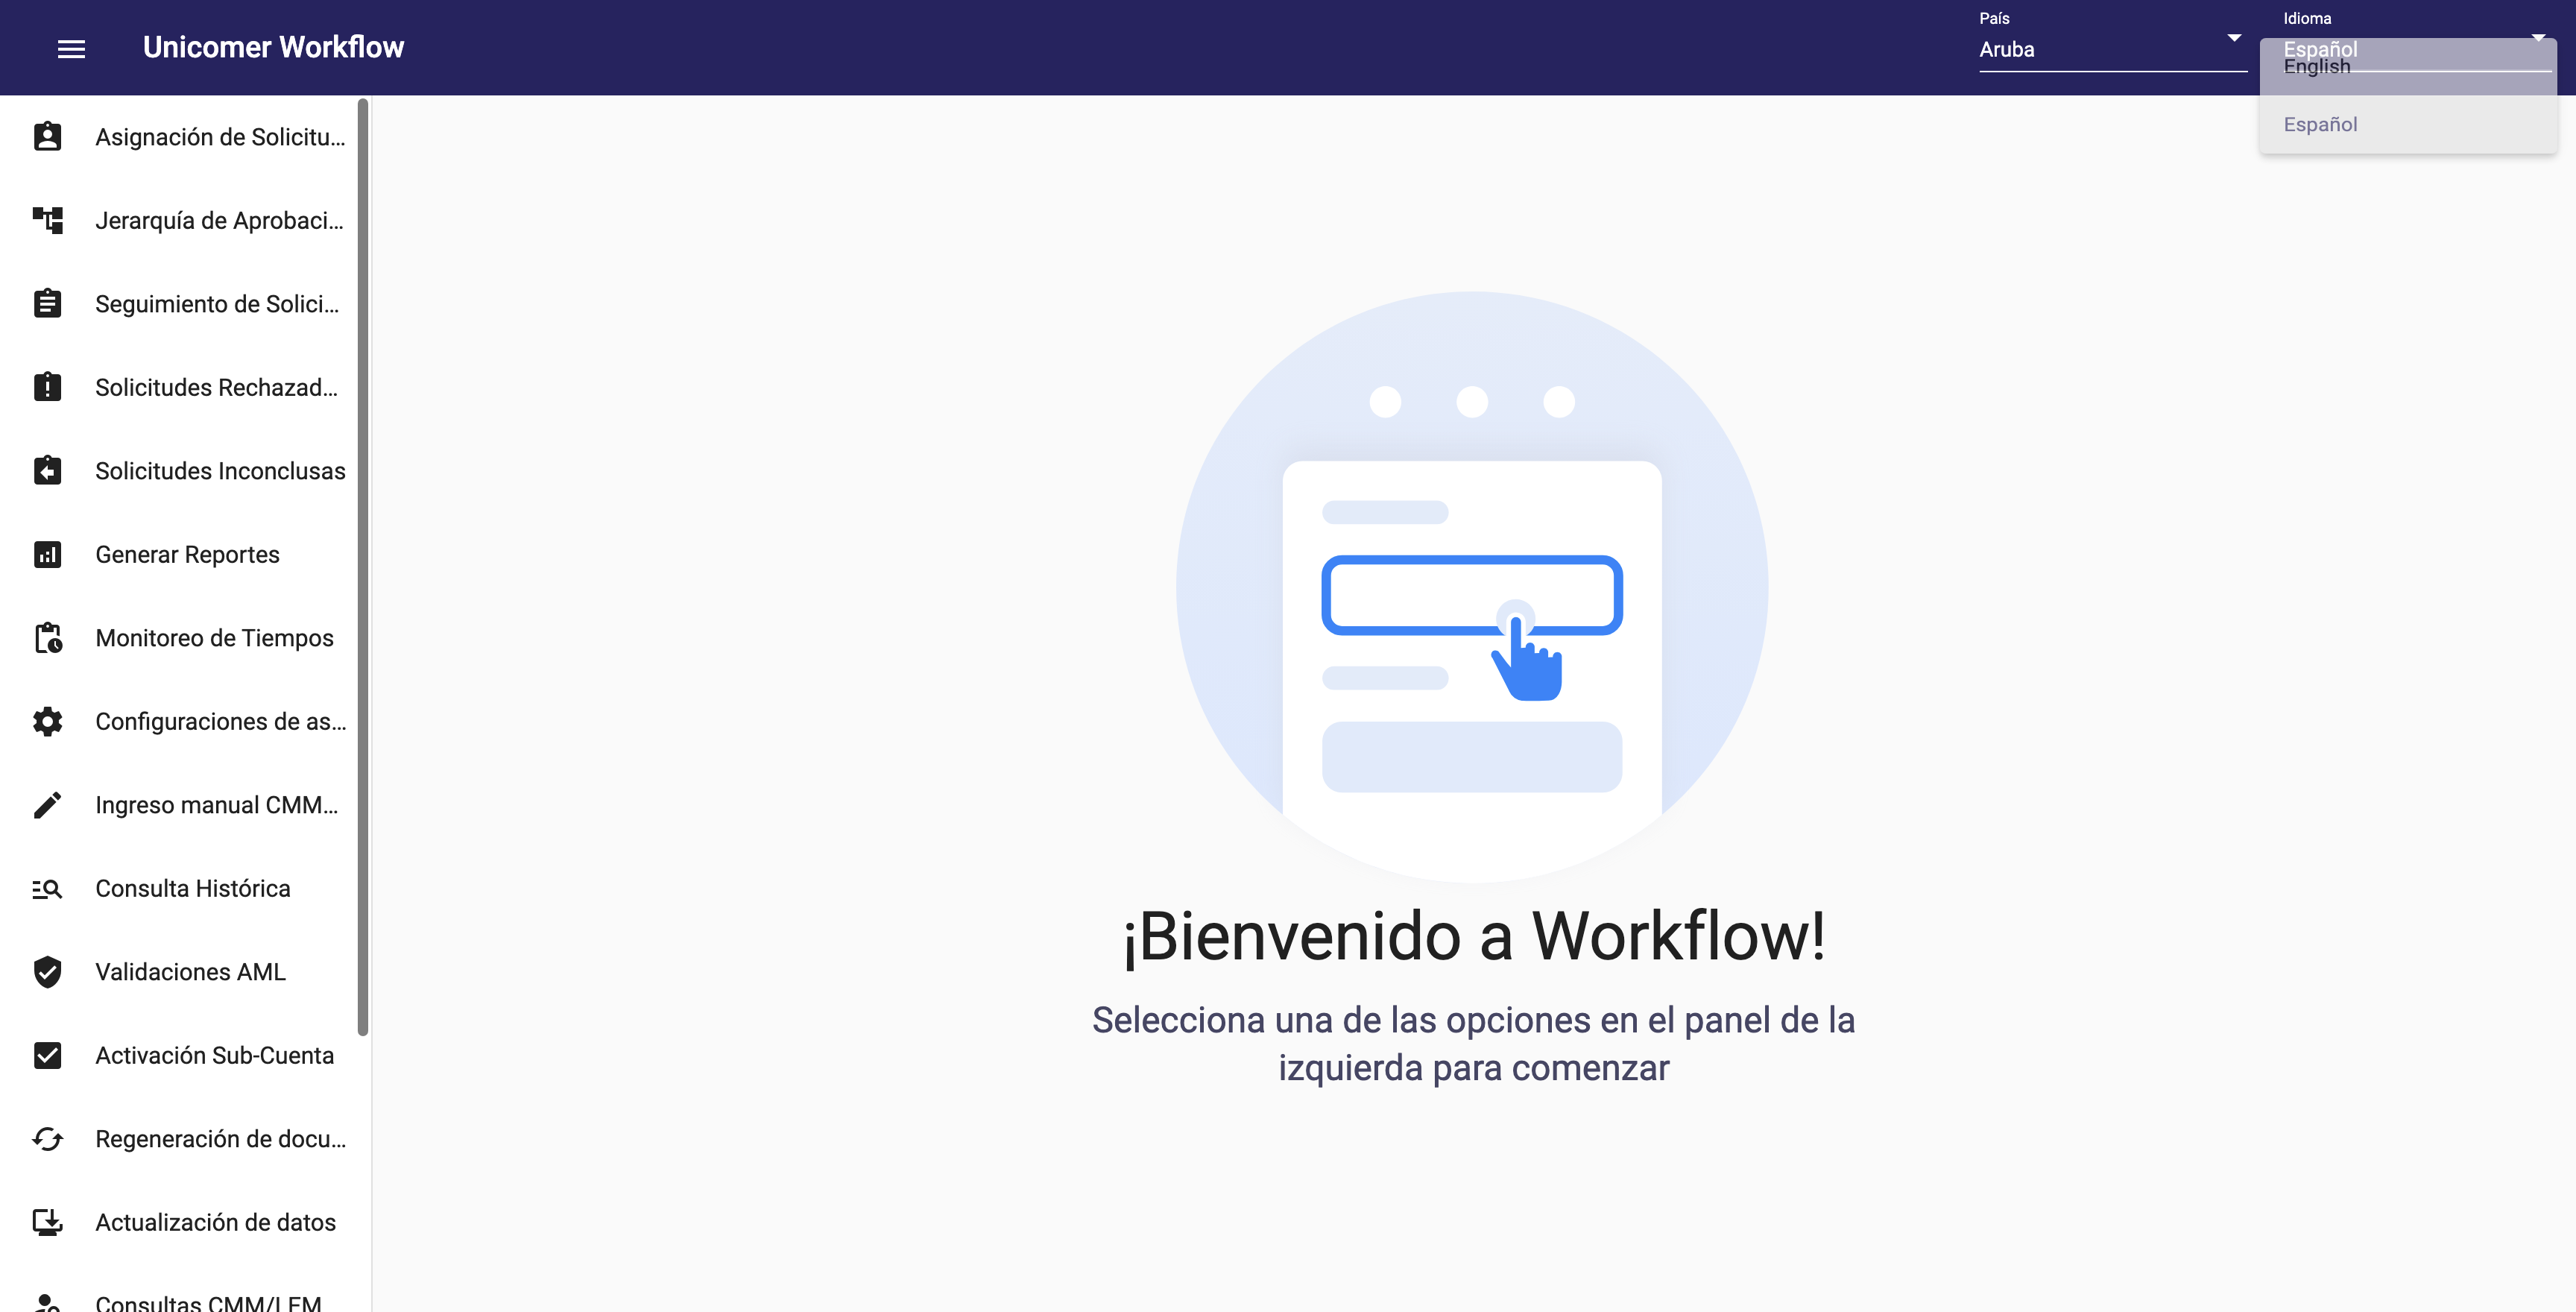 Unicomer Workflow
País
Aruba
Idioma
Español
English
Español
Asignación de Solicitu...
Jerarquía de Aprobaci...
Seguimiento de Solici...
Solicitudes Rechazad...
Solicitudes Inconclusas
Generar Reportes
Monitoreo de Tiempos
Configuraciones de as...
Ingreso manual CMM...
Consulta Histórica
Validaciones AML
Activación Sub-Cuenta
Regeneración de docu...
Actualización de datos
Consultas CMM/LEM
¡Bienvenido a Workflow!
Selecciona una de las opciones en el panel de la
izquierda para comenzar